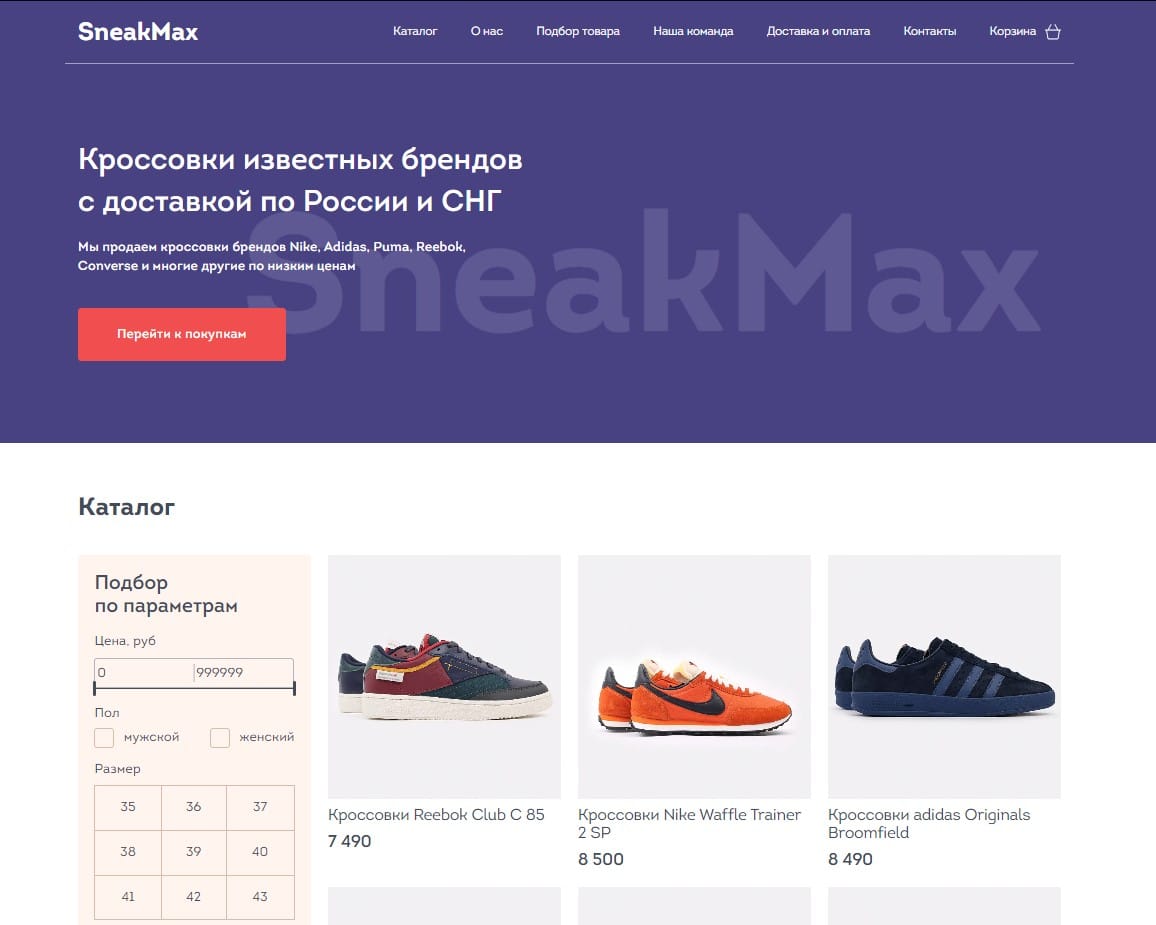 SneakMax
Каталог
О нас
Подбор товара
Наша команда
Доставка и оплата
Контакты
Корзина
Кроссовки известных брендов
с доставкой по России и СНГ
SneakMax
Мы продаем кроссовки брендов Nike, Adidas, Puma, Reebok,
Converse и многие другие по низким ценам
Перейти к покупкам
Каталог
Подбор
по параметрам
Цена, руб
0
999999
Пол
мужской
женский
Размер
35
36
37
38
39
40
41
42
43
Кроссовки Reebok Club C 85
7 490
Кроссовки Nike Waffle Trainer
2 SP
8 500
Кроссовки adidas Originals
Broomfield
8 490